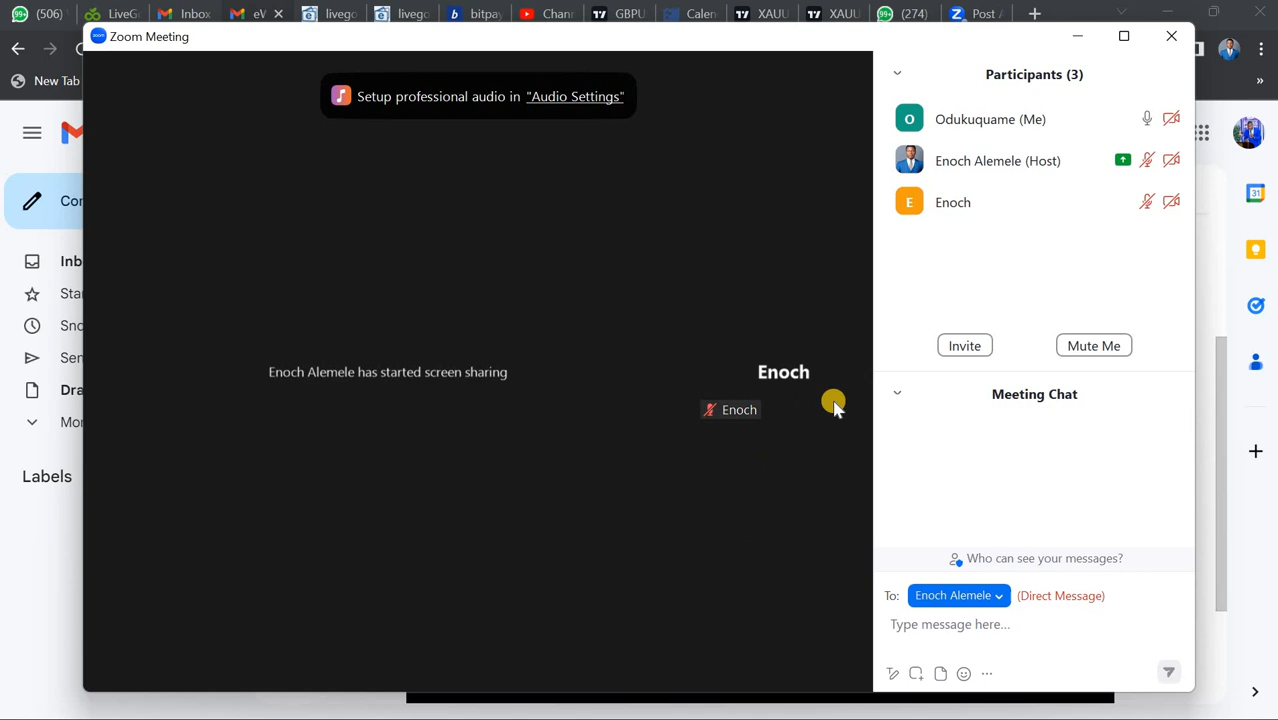 (506)
LiveG
Inbox
eV
livego
livego
bitpay
Chann
GBPU
Calen
XAUU
XAUU
(274)
Post A
Zoom Meeting
New Tab
Setup professional audio in "Audio Settings"
Participants (3)
O
Odukuquame (Me)
Enoch Alemele (Host)
E
Enoch
Con
Inb
Sta
Sno
Sen
Dra
Mor
Labels
Invite
Mute Me
Enoch Alemele has started screen sharing
Enoch
Enoch
Meeting Chat
Who can see your messages?
To:
Enoch Alemele
(Direct Message)
Type message here...